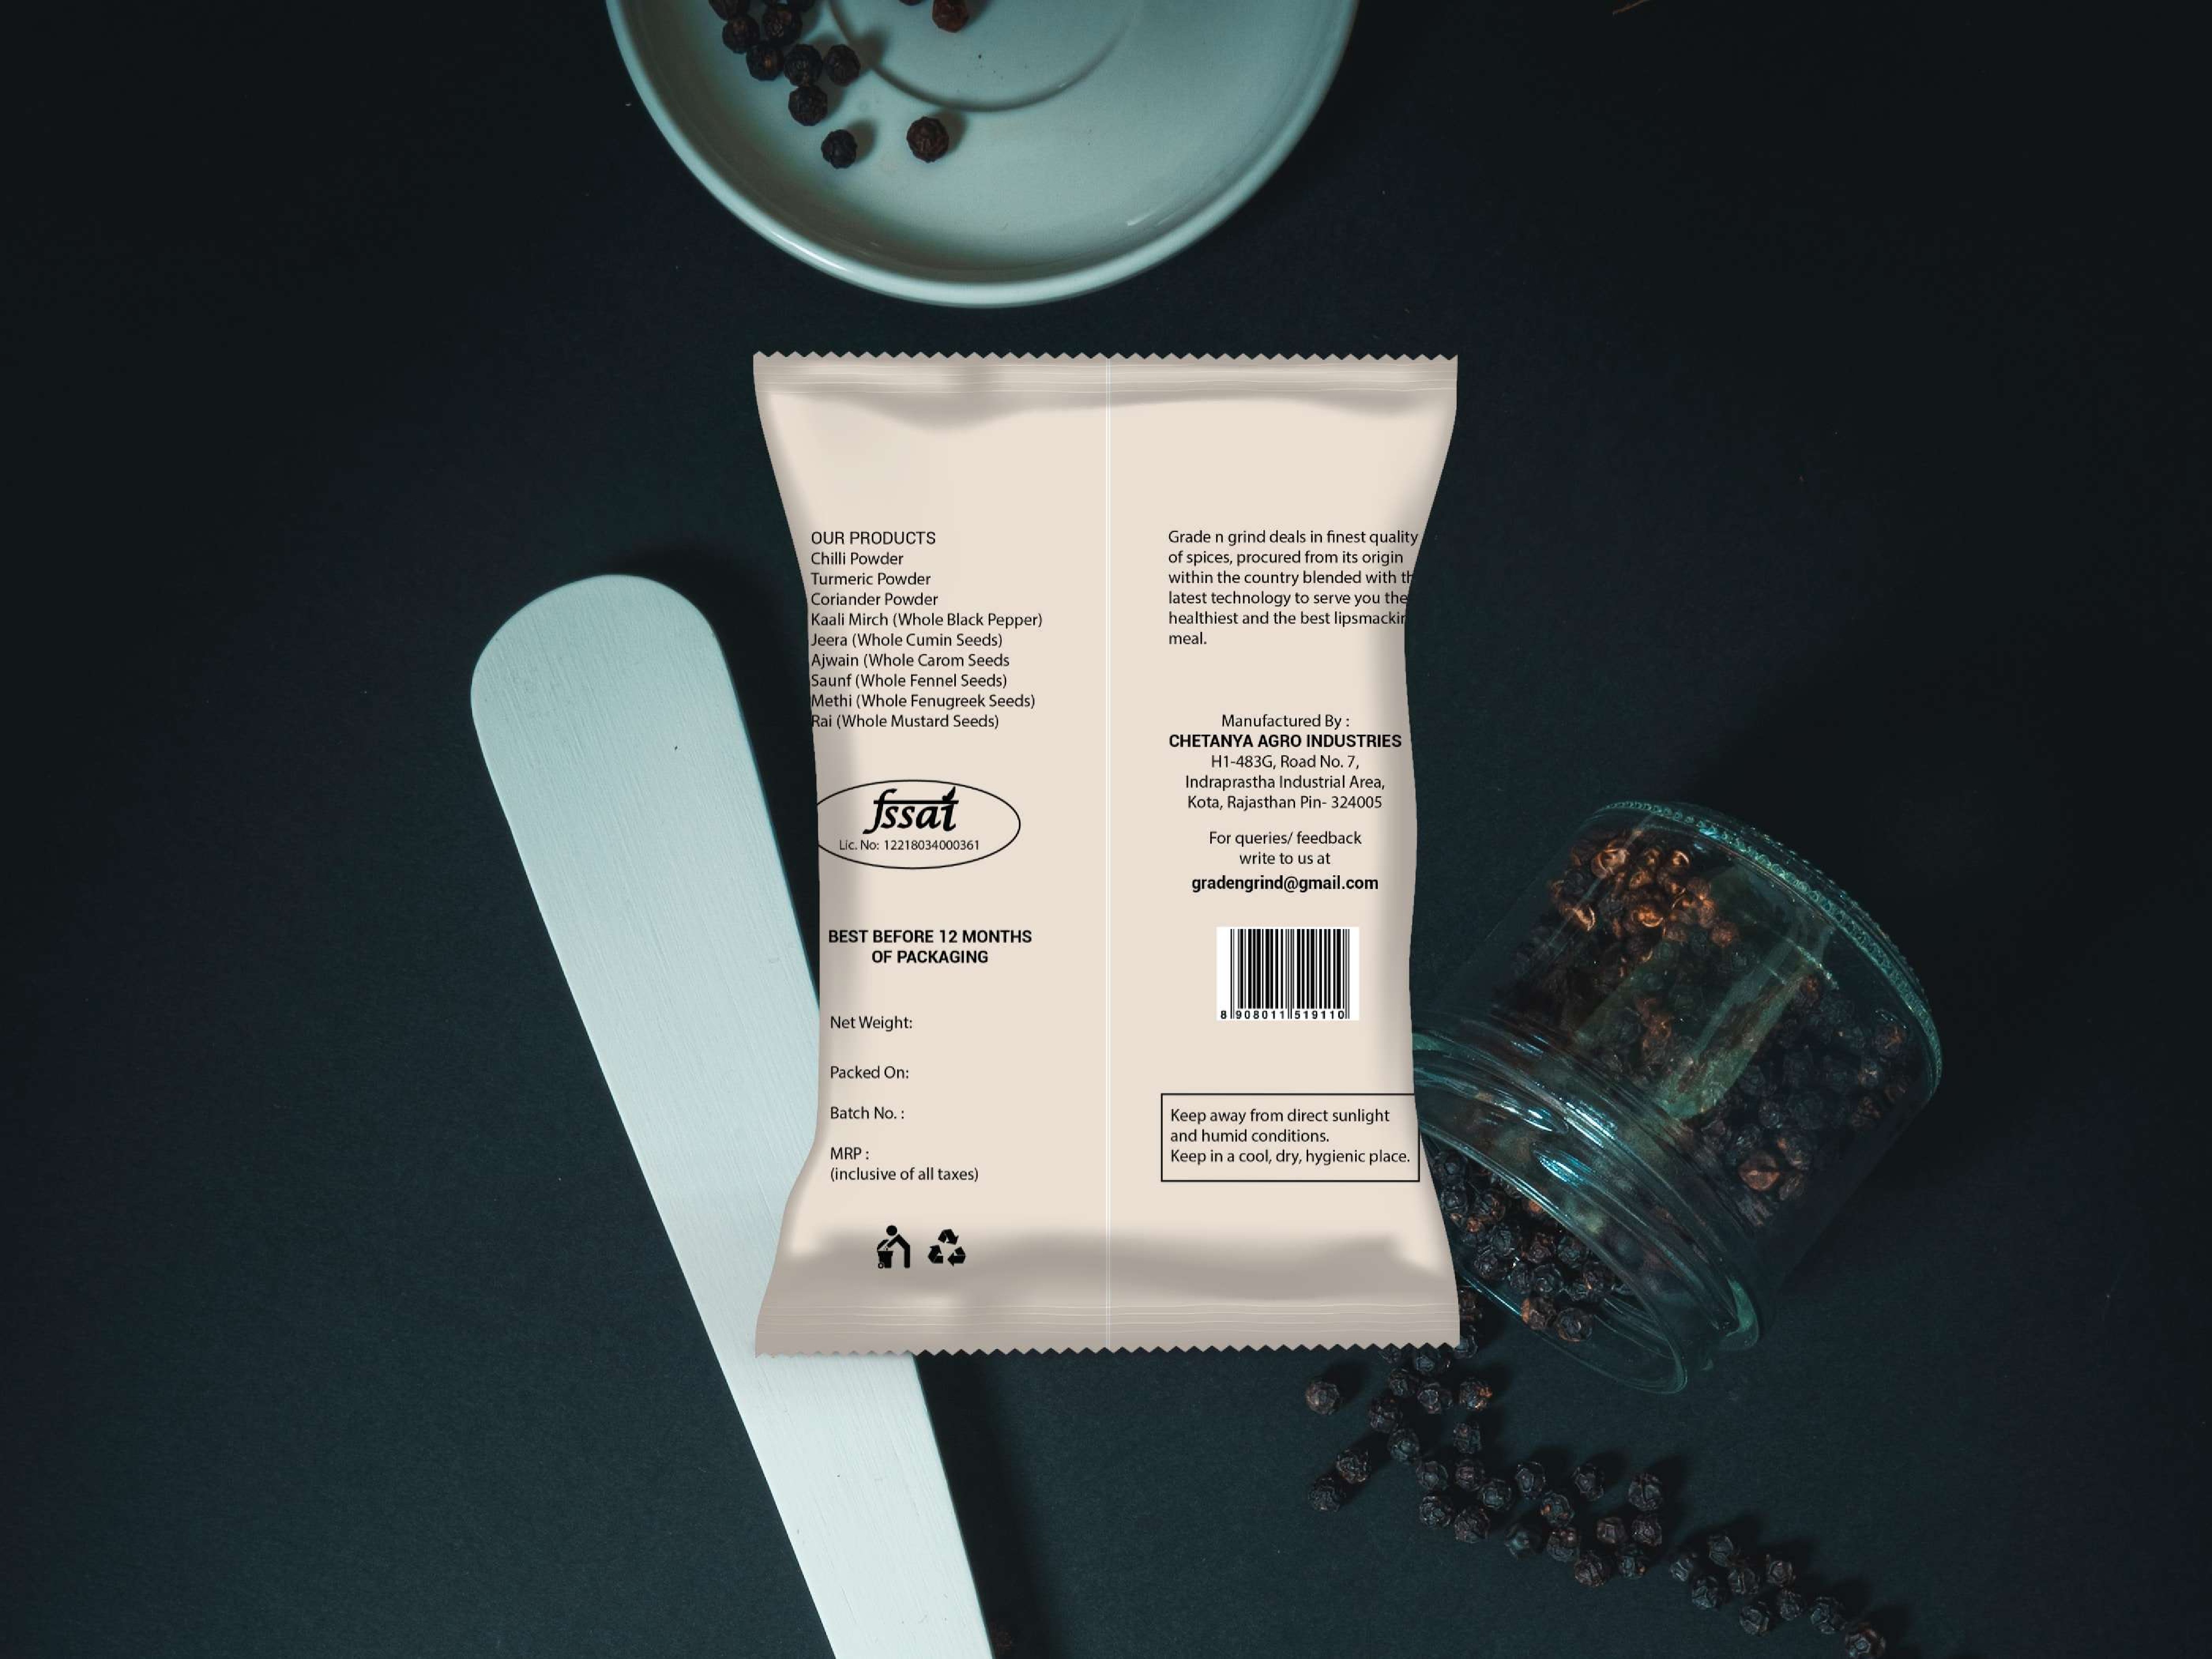 OUR PRODUCTS
Chilli Powder
Turmeric Powder
Coriander Powder
Kaali Mirch (Whole Black Pepper)
Jeera (Whole Cumin Seeds)
Ajwain (Whole Carom Seeds
Saunf (Whole Fennel Seeds)
Methi (Whole Fenugreek Seeds)
Rai (Whole Mustard Seeds)
fssai
Lic. No: 12218034000361
BEST BEFORE 12 MONTHS
OF PACKAGING
Net Weight:
Packed On:
Batch No. :
MRP :
(inclusive of all taxes)
Grade n grind deals in finest quality
of spices, procured from its origin
within the country blended with th
latest technology to serve you the
healthiest and the best lipsmackin
meal.
Manufactured By :
CHETANYA AGRO INDUSTRIES
H1-483G, Road No. 7,
Indraprastha Industrial Area,
Kota, Rajasthan Pin- 324005
For queries/ feedback
write to us at
gradengrind@gmail.com
8 908011 519110
Keep away from direct sunlight
and humid conditions.
Keep in a cool, dry, hygienic place.